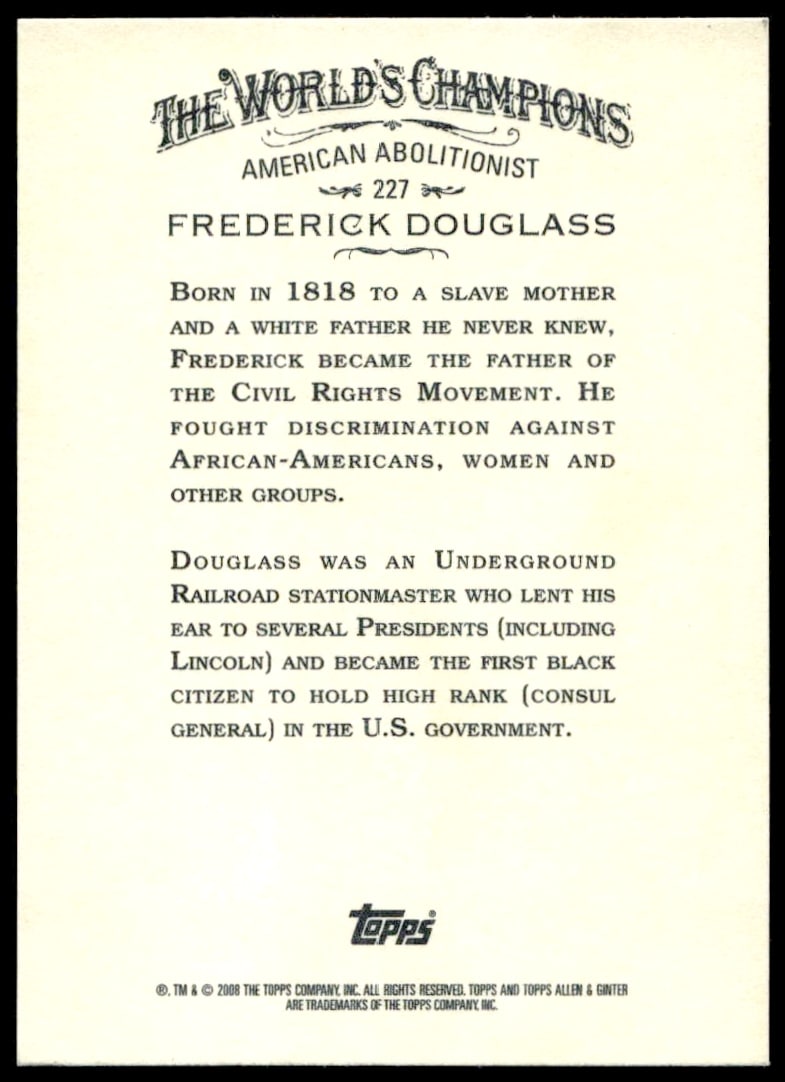 THE WORLD'S CHAMPIONS
AMERICAN ABOLITIONIST
227
FREDERICK DOUGLASS
BORN IN 1818 TO A SLAVE MOTHER
AND A WHITE FATHER HE NEVER KNEW,
FREDERICK BECAME THE FATHER OF
THE CIVIL RIGHTS MOVEMENT. HE
FOUGHT DISCRIMINATION AGAINST
AFRICAN-AMERICANS, WOMEN AND
OTHER GROUPS.
DOUGLASS WAS AN UNDERGROUND
RAILROAD STATIONMASTER WHO LENT HIS
EAR TO SEVERAL PRESIDENTS (INCLUDING
LINCOLN) AND BECAME THE FIRST BLACK
CITIZEN TO HOLD HIGH RANK (CONSUL
GENERAL) IN THE U.S. GOVERNMENT.
topps®
®, TM & © 2008 THE TOPPS COMPANY, INC. ALL RIGHTS RESERVED. TOPPS AND TOPPS ALLEN & GINTER
ARE TRADEMARKS OF THE TOPPS COMPANY, INC.